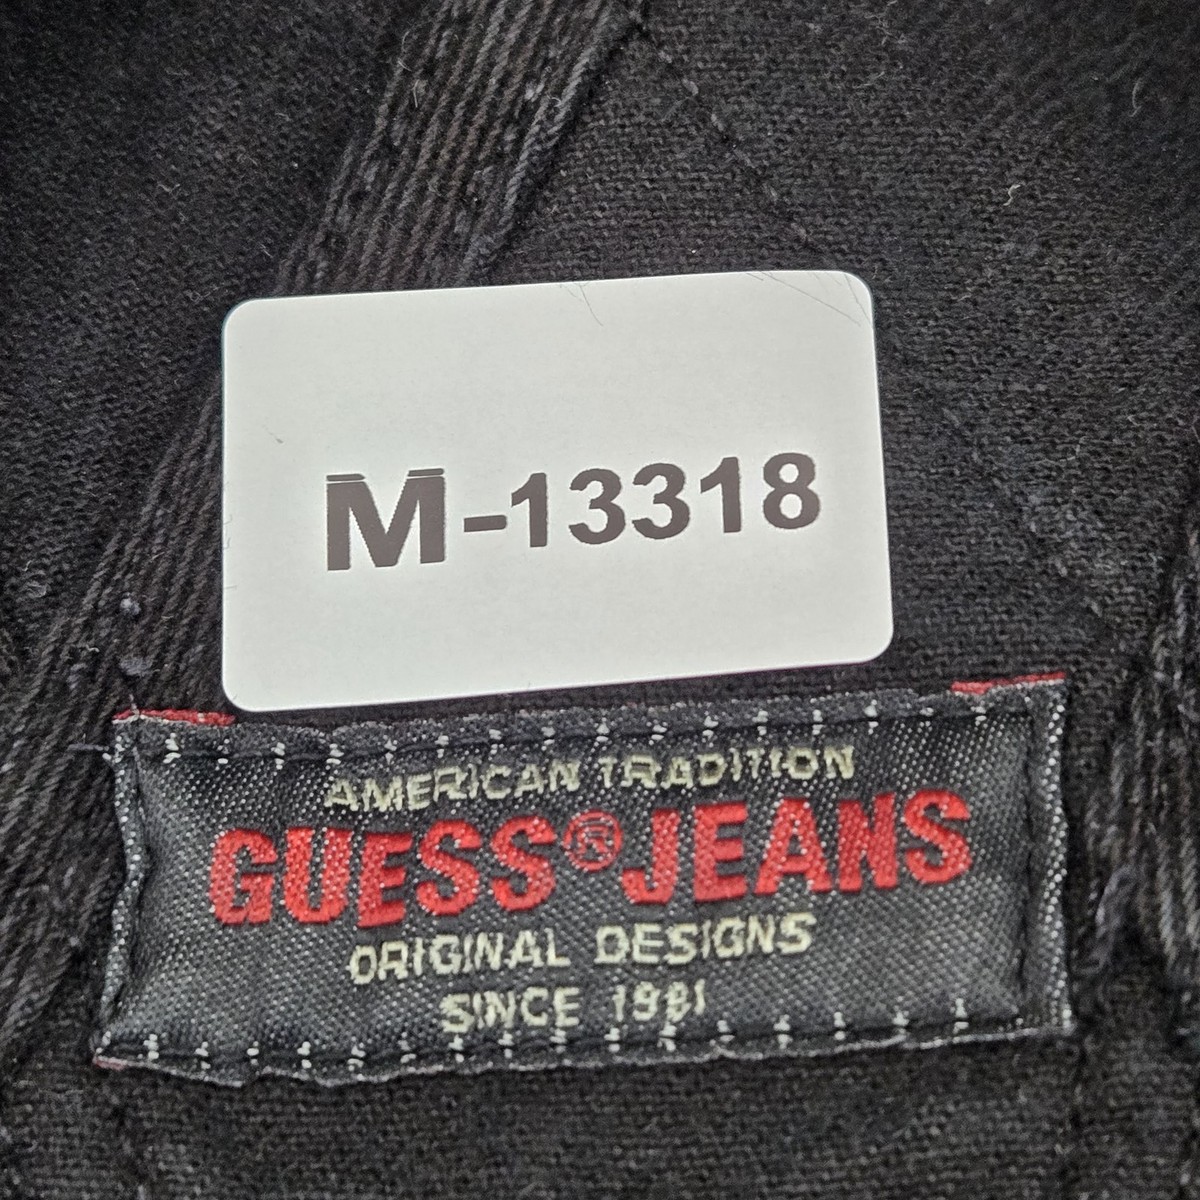 M-13318
AMERICAN TRADITION
GUESS® JEANS
ORIGINAL DESIGNS
SINCE 1981